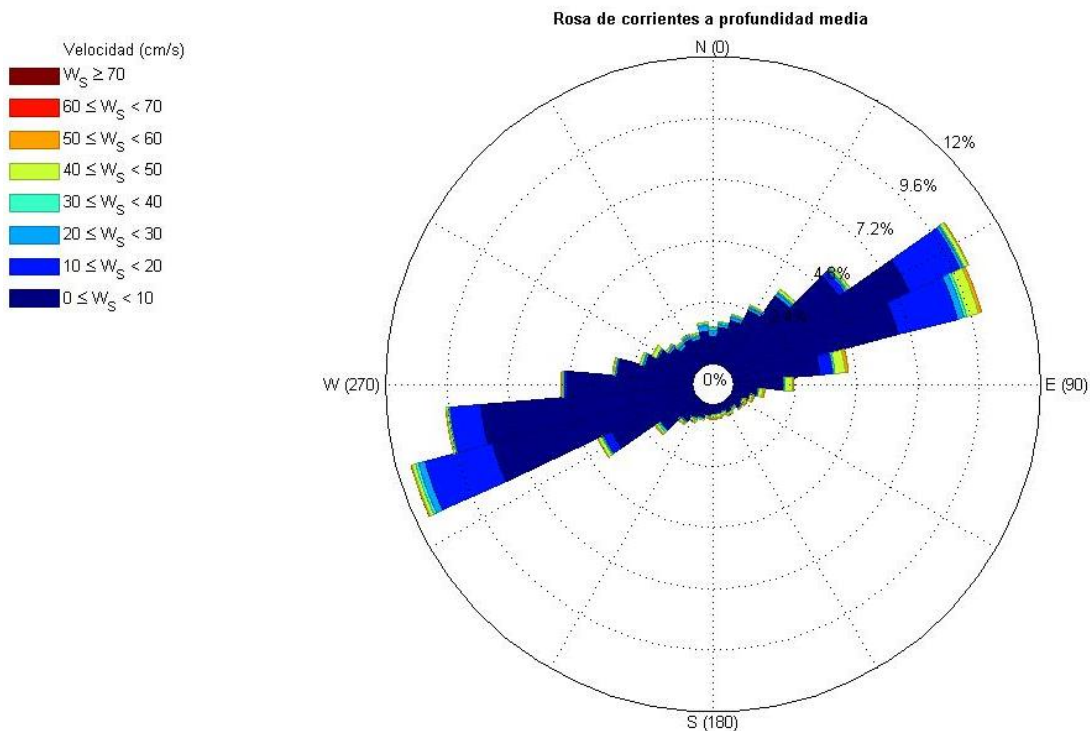 Rosa de corrientes a profundidad media
Velocidad (cm/s)
W_S ≥ 70
60 ≤ W_S < 70
50 ≤ W_S < 60
40 ≤ W_S < 50
30 ≤ W_S < 40
20 ≤ W_S < 30
10 ≤ W_S < 20
0 ≤ W_S < 10
N (0)
12%
9.6%
7.2%
4.8%
0%
W (270)
E (90)
S (180)